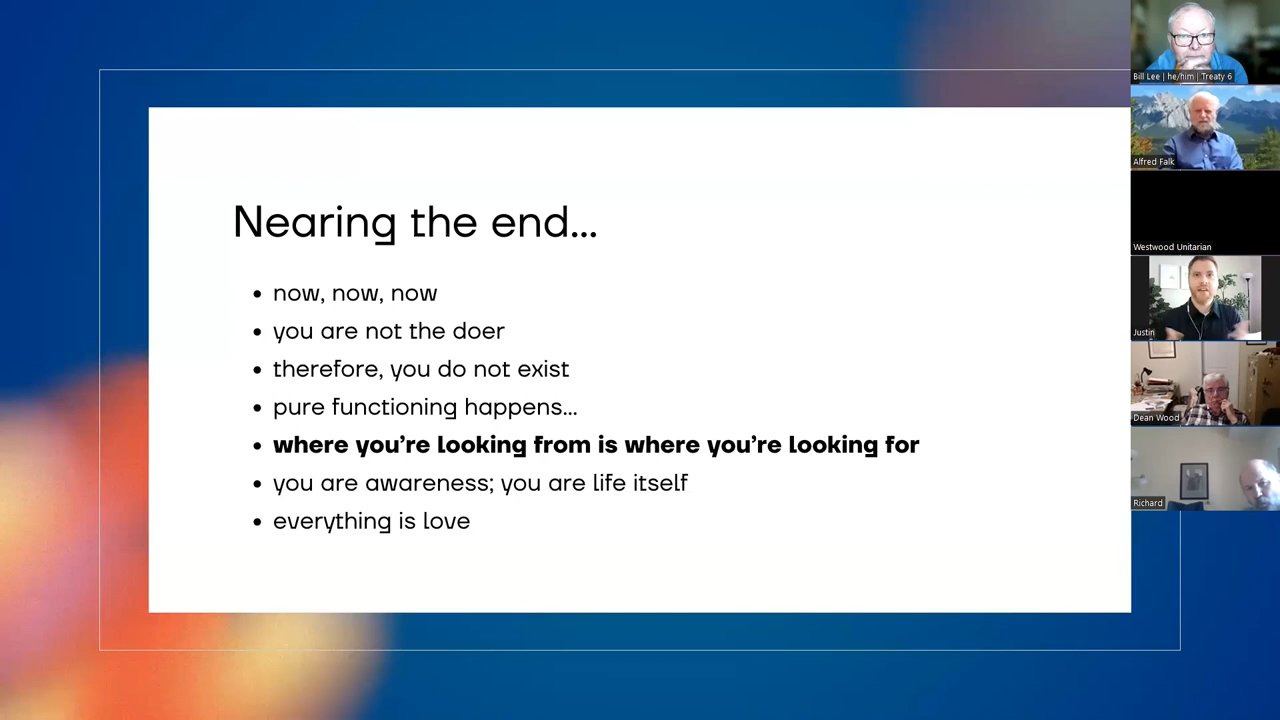 Nearing the end...
• now, now, now
• you are not the doer
• therefore, you do not exist
• pure functioning happens...
• where you’re looking from is where you’re looking for
• you are awareness; you are life itself
• everything is love
Bill Lee | he/him | Treaty 6
Alfred Falk
Westwood Unitarian
Justin
Dean Wood
Richard